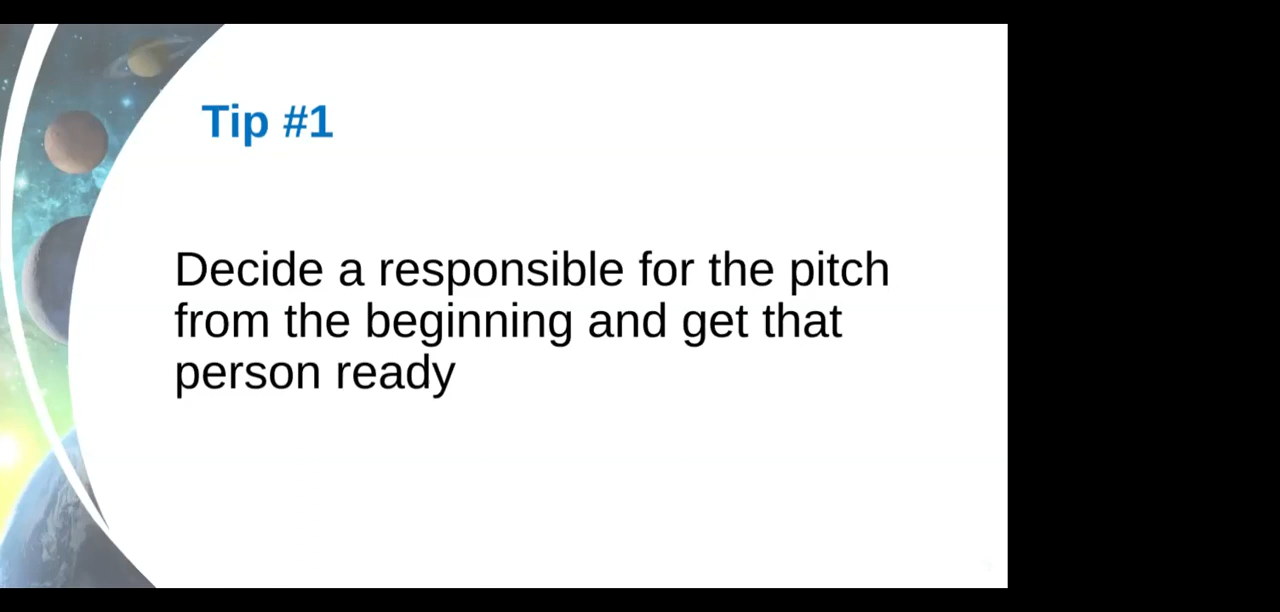 Tip #1
Decide a responsible for the pitch
from the beginning and get that
person ready